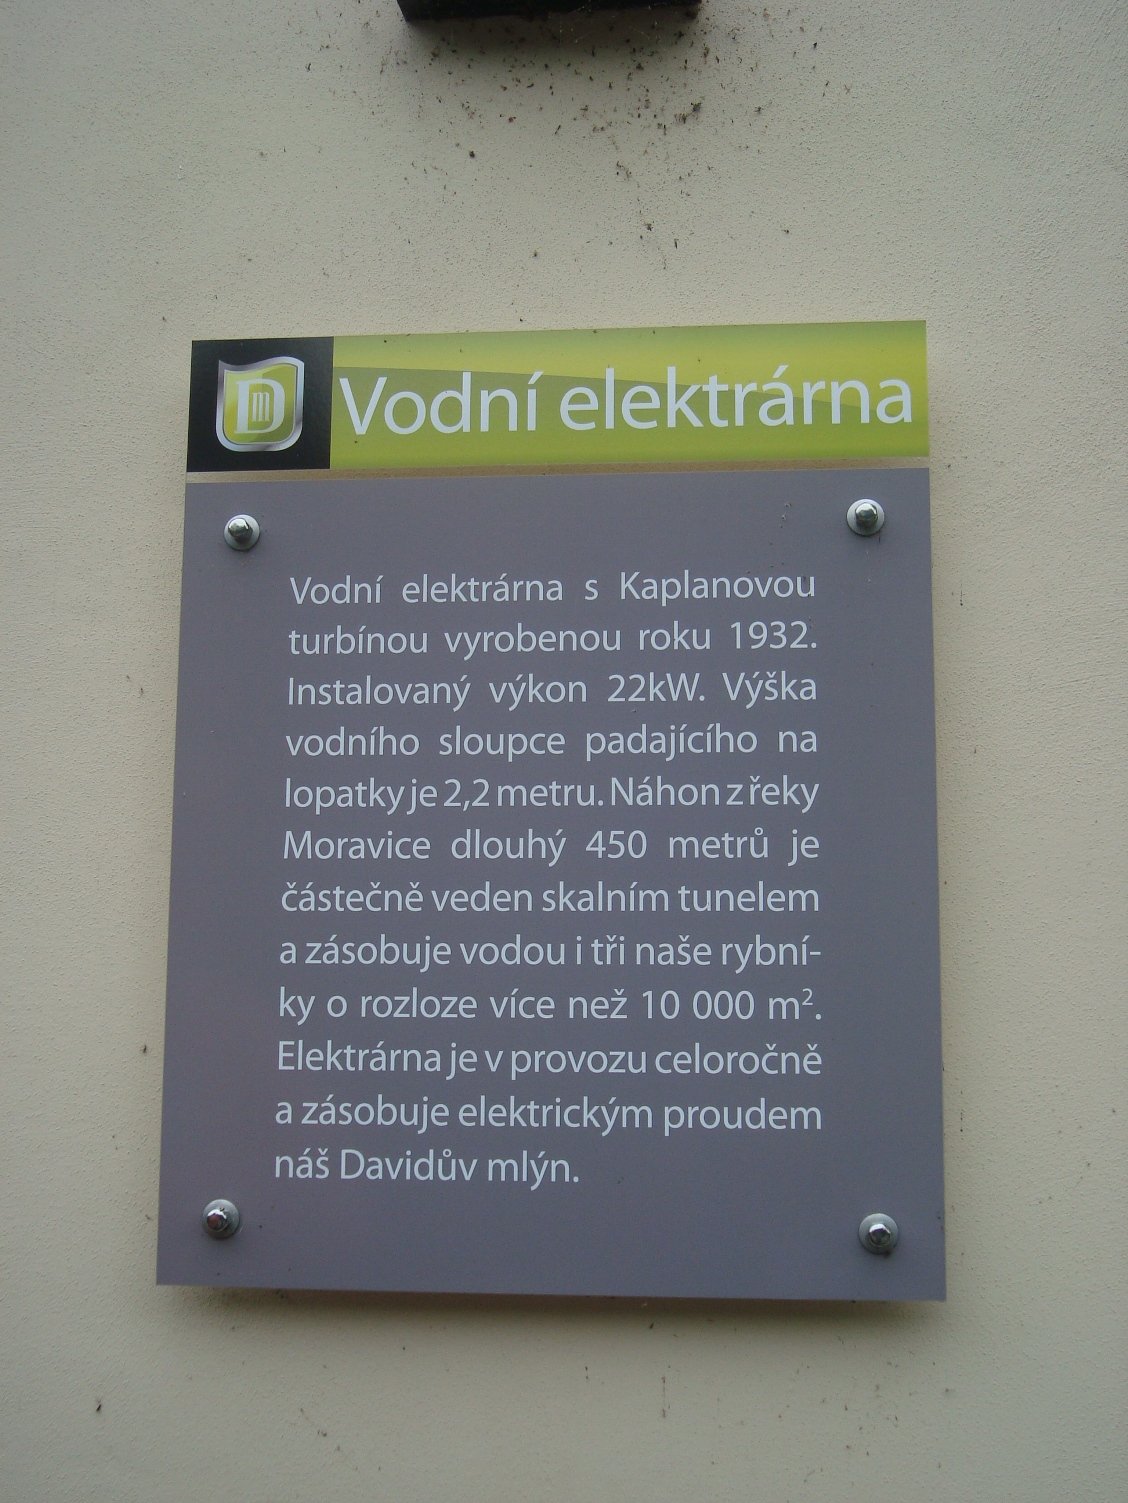 Dm
Vodní elektrárna
Vodní elektrárna s Kaplanovou
turbínou vyrobenou roku 1932.
Instalovaný výkon 22kW. Výška
vodního sloupce padajícího na
lopatky je 2,2 metru. Náhon z řeky
Moravice dlouhý 450 metrů je
částečně veden skalním tunelem
a zásobuje vodou i tři naše rybní-
ky o rozloze více než 10 000 m².
Elektrárna je v provozu celoročně
a zásobuje elektrickým proudem
náš Davidův mlýn.